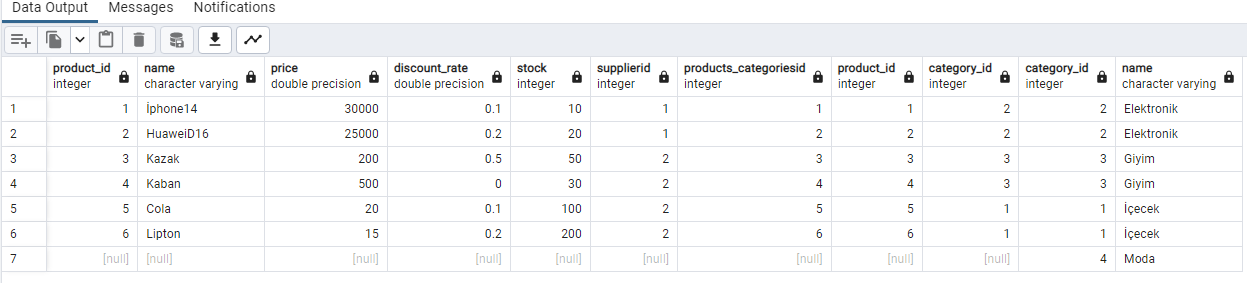 Data Output Messages Notifications
product_id name price discount_rate stock supplierid products_categoriesid product_id category_id category_id name
integer character varying double precision double precision integer integer integer integer integer integer character varying
1 1 İphone14 30000 0.1 10 1 1 1 2 2 Elektronik
2 2 HuaweiD16 25000 0.2 20 1 2 2 2 2 Elektronik
3 3 Kazak 200 0.5 50 2 3 3 3 3 Giyim
4 4 Kaban 500 0 30 2 4 4 3 3 Giyim
5 5 Cola 20 0.1 100 2 5 5 1 1 İçecek
6 6 Lipton 15 0.2 200 2 6 6 1 1 İçecek
7 [null] [null] [null] [null] [null] [null] [null] [null] [null] 4 Moda